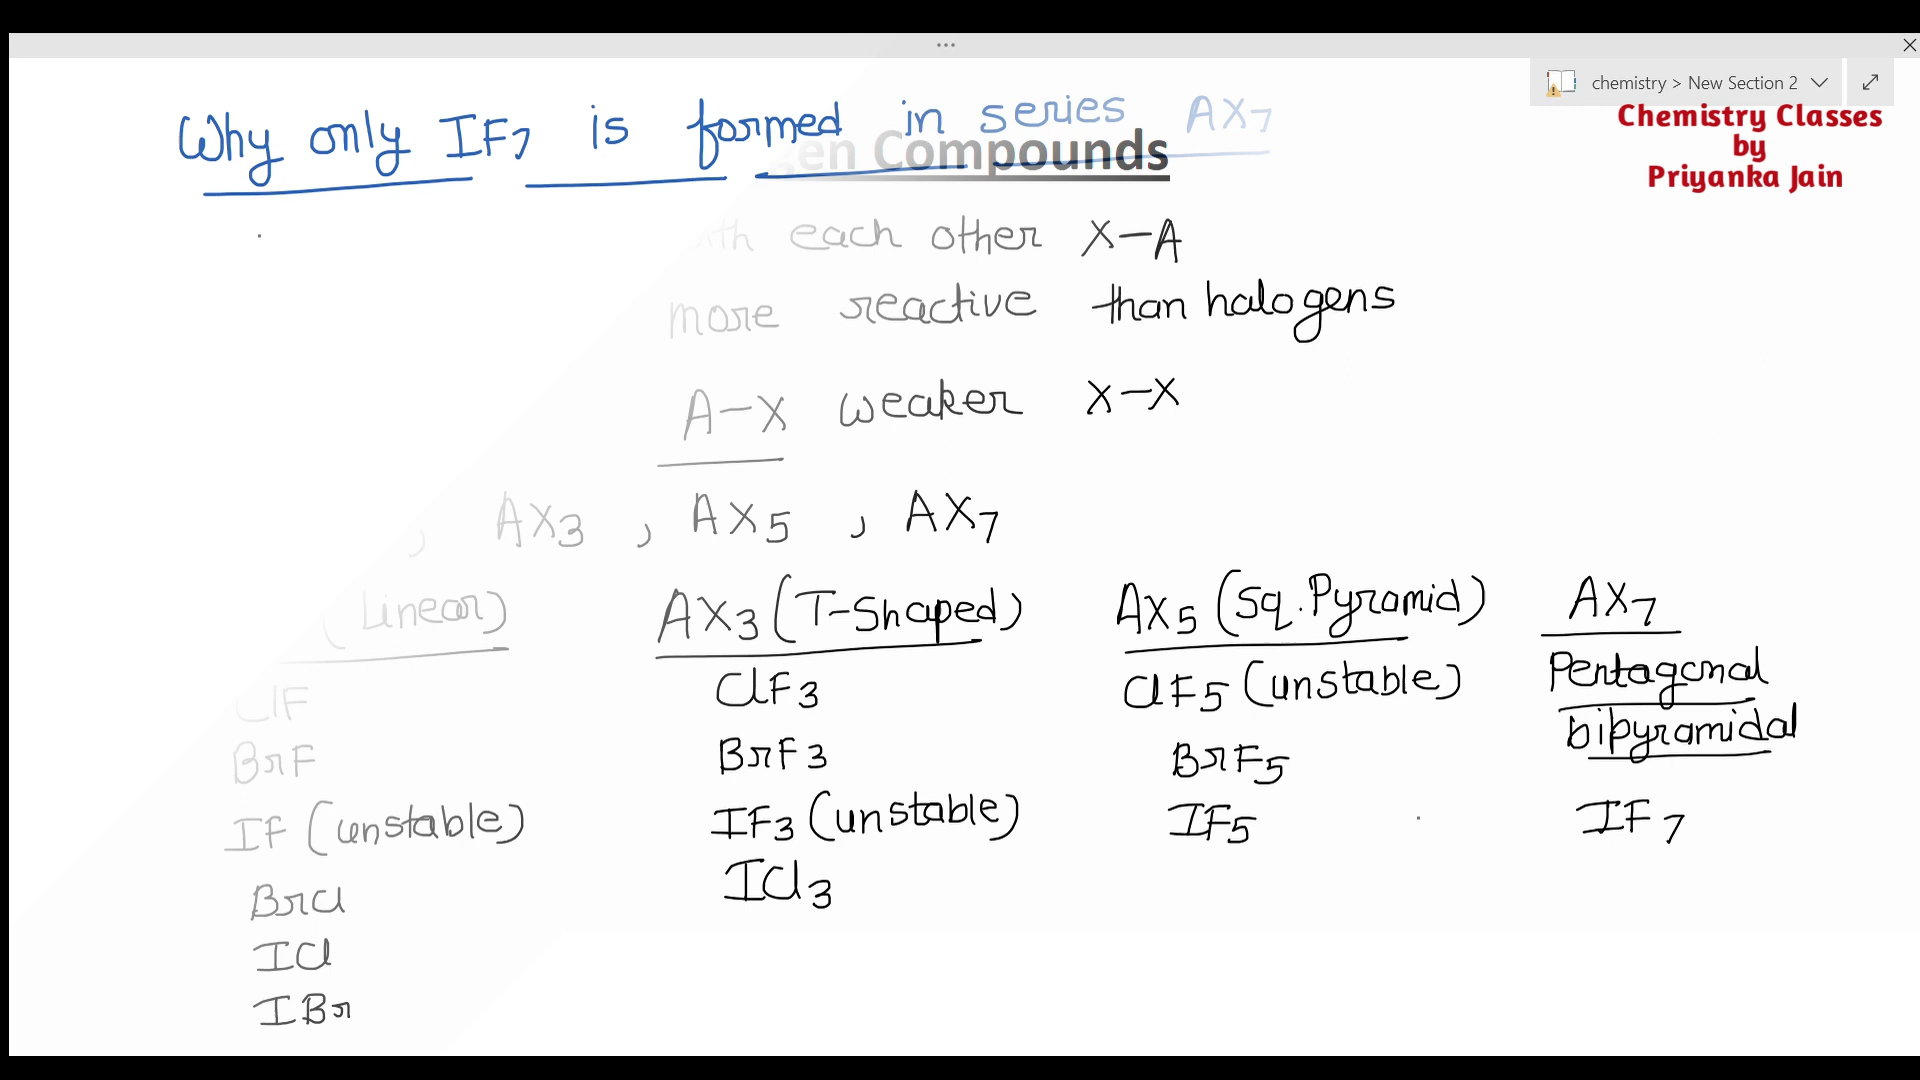 chemistry > New Section 2
Chemistry Classes
by
Priyanka Jain
Why only IF7 is formed in series AX7
Compounds
each other X-A
more reactive than halogens
A-X weaker X-X
, AX3 , AX5 , AX7
(Linear) AX3 (T-Shaped) AX5 (Sq. Pyramid) AX7
Pentagonal
bipyramidal
ClF ClF3 ClF5 (unstable)
BrF BrF3 BrF5
IF (unstable) IF3 (unstable) IF5 IF7
BrCl ICl3
ICl
IBr